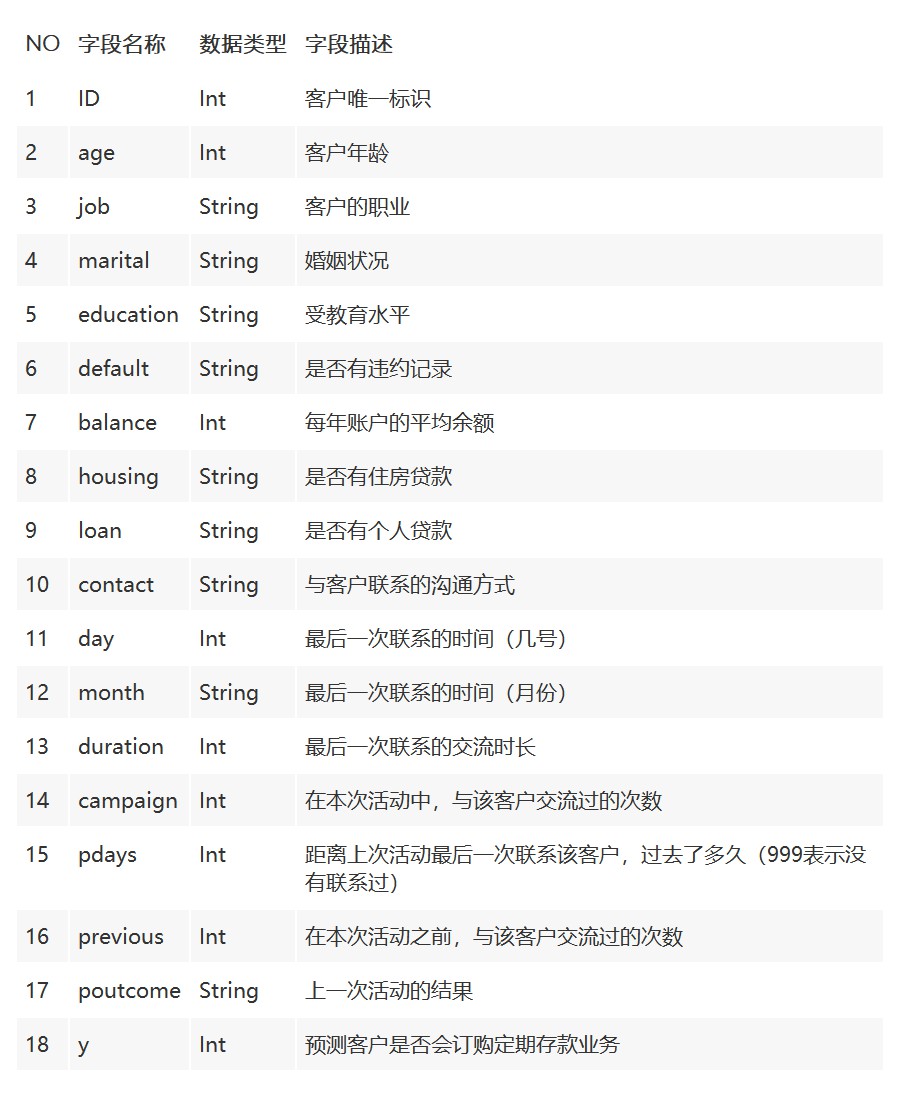 NO 字段名称 数据类型 字段描述
1 ID Int 客户唯一标识
2 age Int 客户年龄
3 job String 客户的职业
4 marital String 婚姻状况
5 education String 受教育水平
6 default String 是否有违约记录
7 balance Int 每年账户的平均余额
8 housing String 是否有住房贷款
9 loan String 是否有个人贷款
10 contact String 与客户联系的沟通方式
11 day Int 最后一次联系的时间（几号）
12 month String 最后一次联系的时间（月份）
13 duration Int 最后一次联系的交流时长
14 campaign Int 在本次活动中，与该客户交流过的次数
15 pdays Int 距离上次活动最后一次联系该客户，过去了多久（999表示没
有联系过）
16 previous Int 在本次活动之前，与该客户交流过的次数
17 poutcome String 上一次活动的结果
18 y Int 预测客户是否会订购定期存款业务